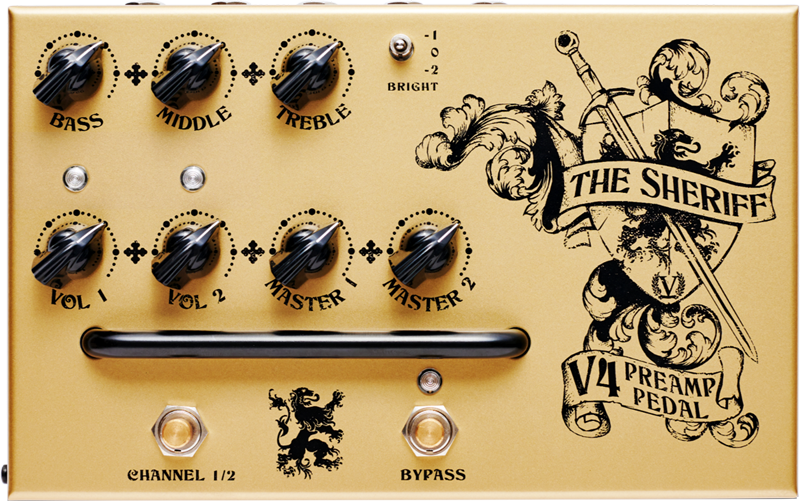 -1
0
-2
BRIGHT
BASS
MIDDLE
TREBLE
THE SHERIFF
V
VOL 1
VOL 2
MASTER 1
MASTER 2
V4 PREAMP
PEDAL
CHANNEL 1/2
BYPASS